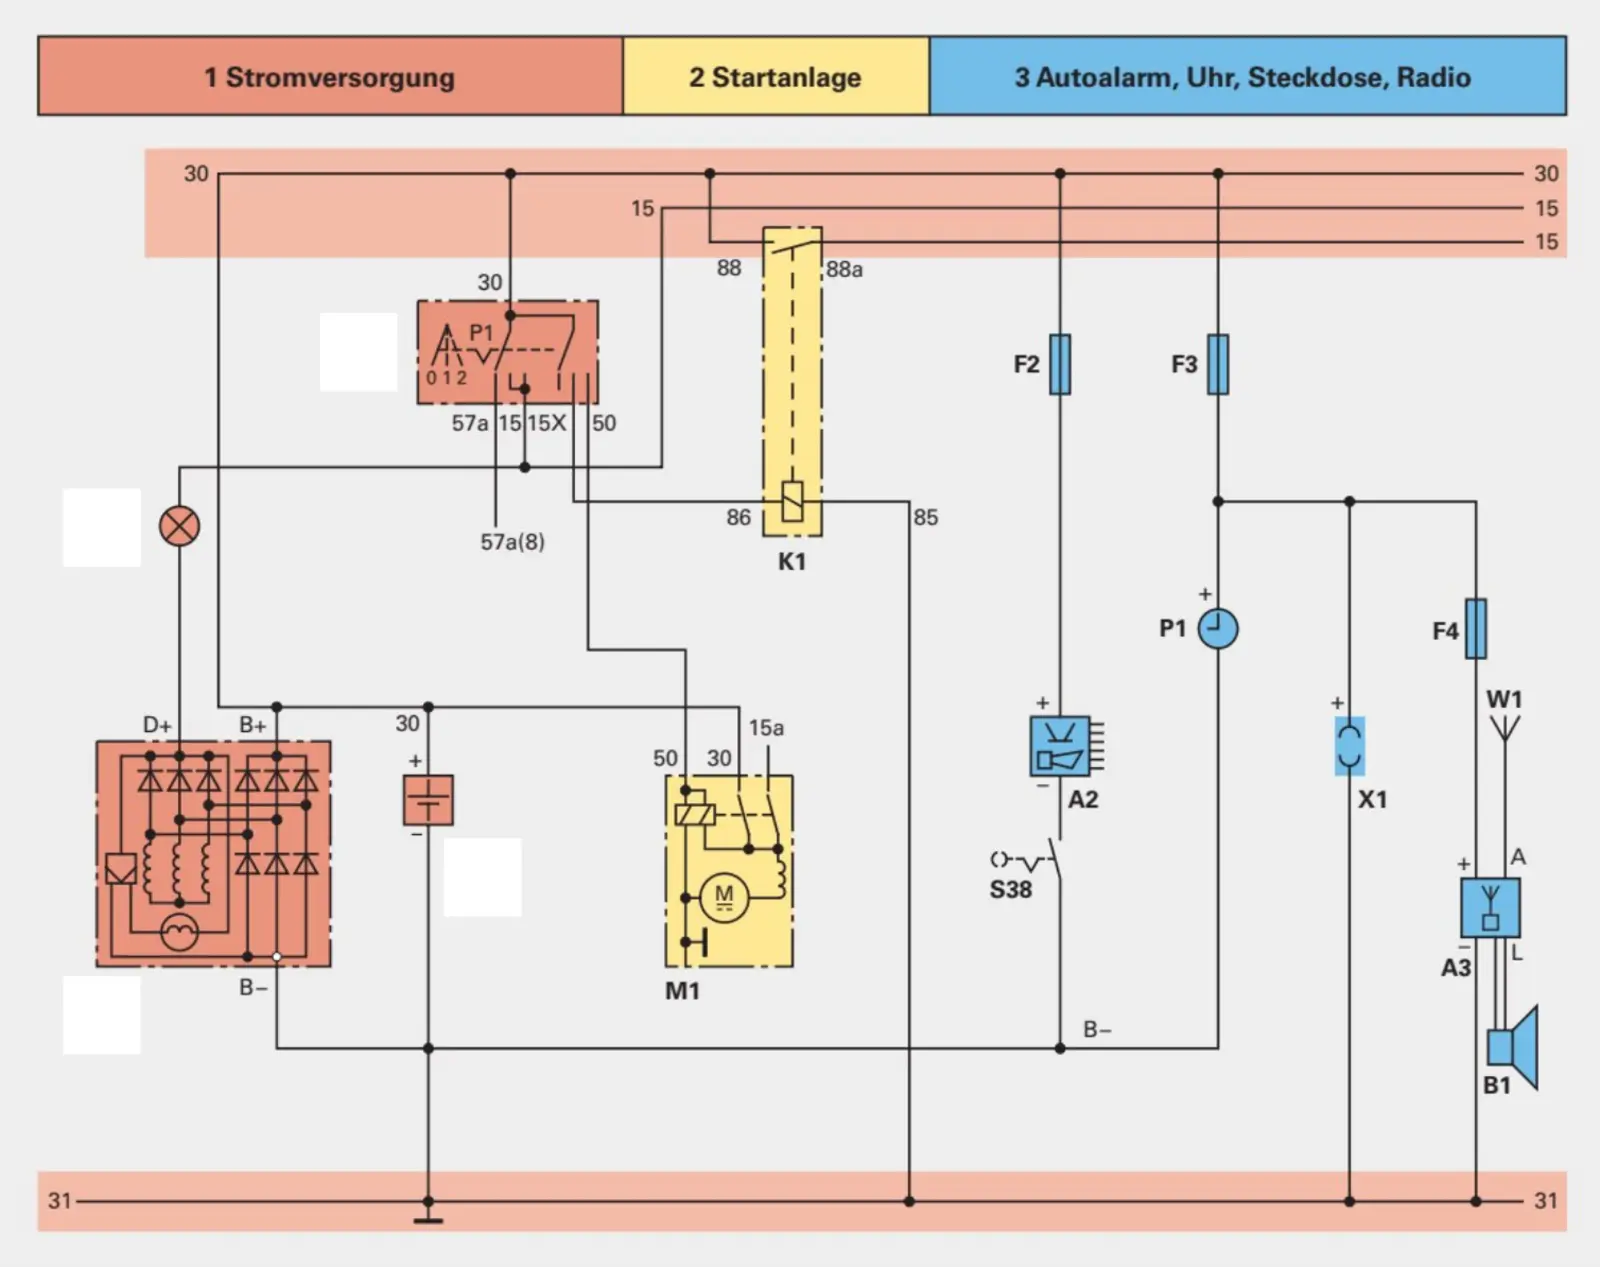 1 Stromversorgung
2 Startanlage
3 Autoalarm, Uhr, Steckdose, Radio
30
30
15
15
15
88
88a
30
P1
0 1 2
57a
15
15X
50
F2
F3
57a(8)
86
85
K1
+
P1
F4
W1
D+
B+
30
15a
+
+
50
30
+
A2
−
X1
−
S38
M
+
A
−
L
A3
B−
M1
B−
B1
31
31